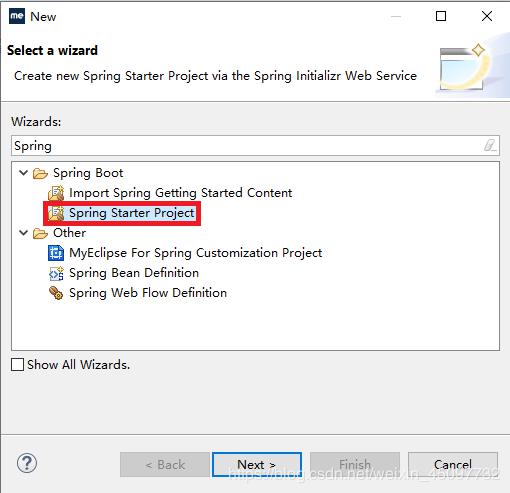 me New
Select a wizard
Create new Spring Starter Project via the Spring Initializr Web Service
Wizards:
Spring
Spring Boot
Import Spring Getting Started Content
Spring Starter Project
Other
MyEclipse For Spring Customization Project
Spring Bean Definition
Spring Web Flow Definition
Show All Wizards.
? < Back Next > Finish Cancel
https://blog.csdn.net/weixin_45097792